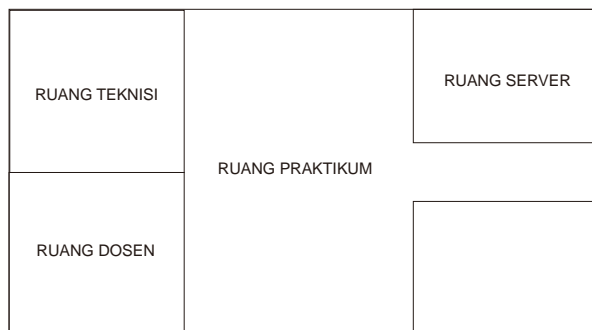 RUANG TEKNISI
RUANG SERVER
RUANG PRAKTIKUM
RUANG DOSEN